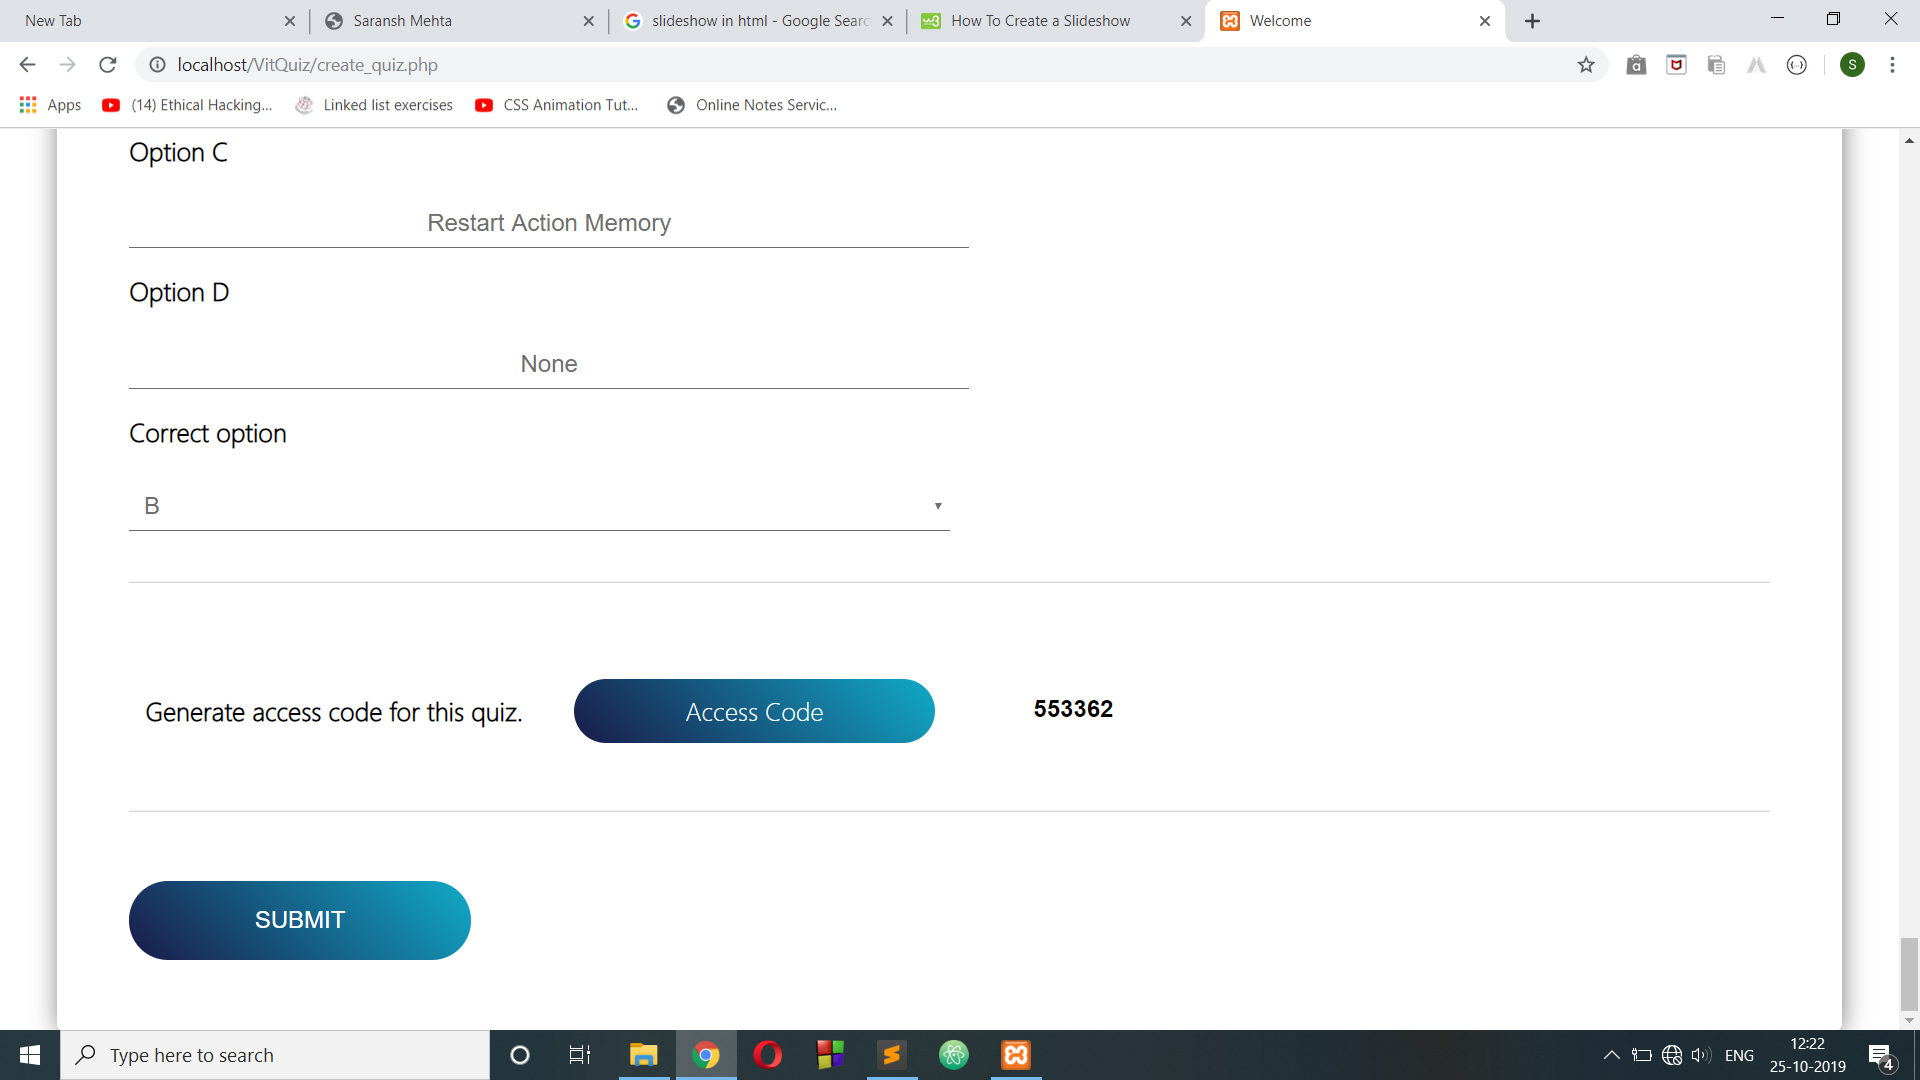 New Tab
Saransh Mehta
slideshow in html - Google Searc
How To Create a Slideshow
Welcome
localhost/VitQuiz/create_quiz.php
S
Apps
(14) Ethical Hacking...
Linked list exercises
CSS Animation Tut...
Online Notes Servic...
Option C
Restart Action Memory
Option D
None
Correct option
B
Generate access code for this quiz.
Access Code
553362
SUBMIT
Type here to search
ENG
12:22
25-10-2019
4